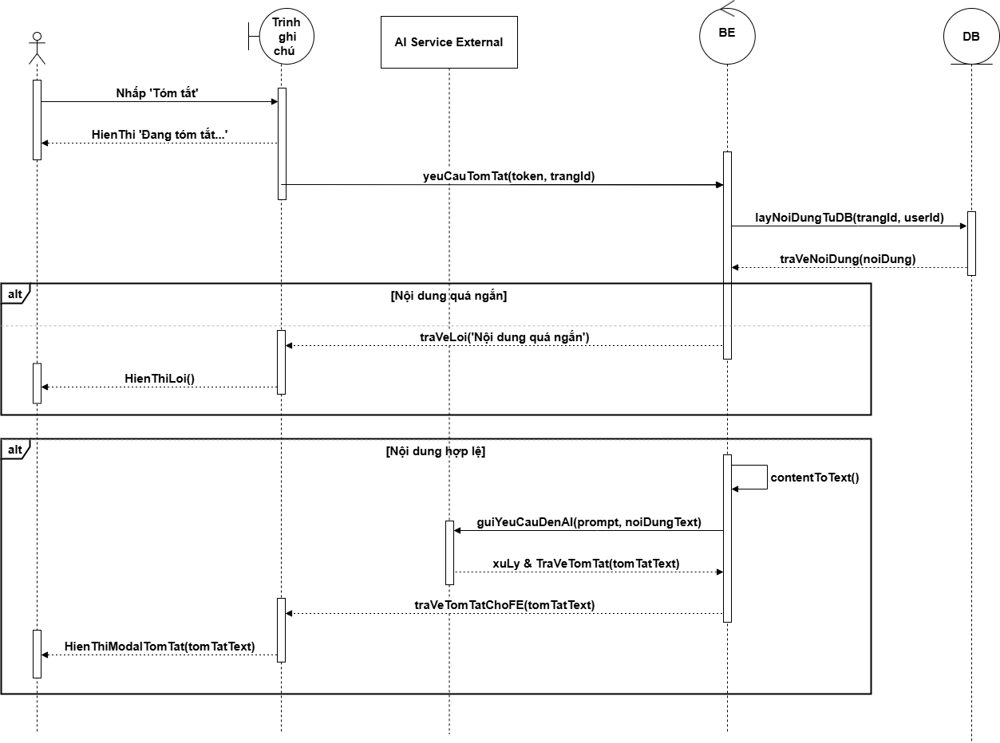 Trình
ghi
chú
AI Service External
BE
DB
Nhấp 'Tóm tắt'
HienThi 'Đang tóm tắt...'
yeuCauTomTat(token, trangId)
layNoiDungTuDB(trangId, userId)
traVeNoiDung(noiDung)
alt
[Nội dung quá ngắn]
traVeLoi('Nội dung quá ngắn')
HienThiLoi()
alt
[Nội dung hợp lệ]
contentToText()
guiYeuCauDenAI(prompt, noiDungText)
xuLy & TraVeTomTat(tomTatText)
traVeTomTatChoFE(tomTatText)
HienThiModalTomTat(tomTatText)